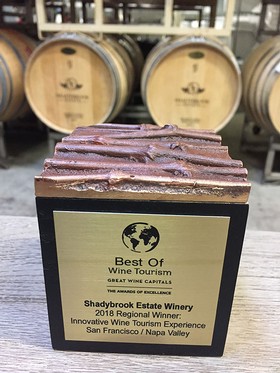 Best Of
Wine Tourism
GREAT WINE CAPITALS
THE AWARDS OF EXCELLENCE
Shadybrook Estate Winery
2018 Regional Winner:
Innovative Wine Tourism Experience
San Francisco / Napa Valley